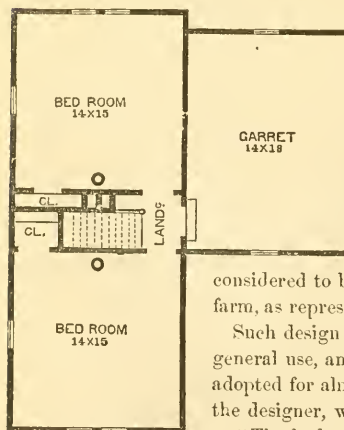 BED ROOM
14X15
GARRET
14X18
CL.
CL.
LANDG
BED ROOM
14X15
considered to b
farm, as repres
Such design
general use, an
adopted for alm
the designer, w